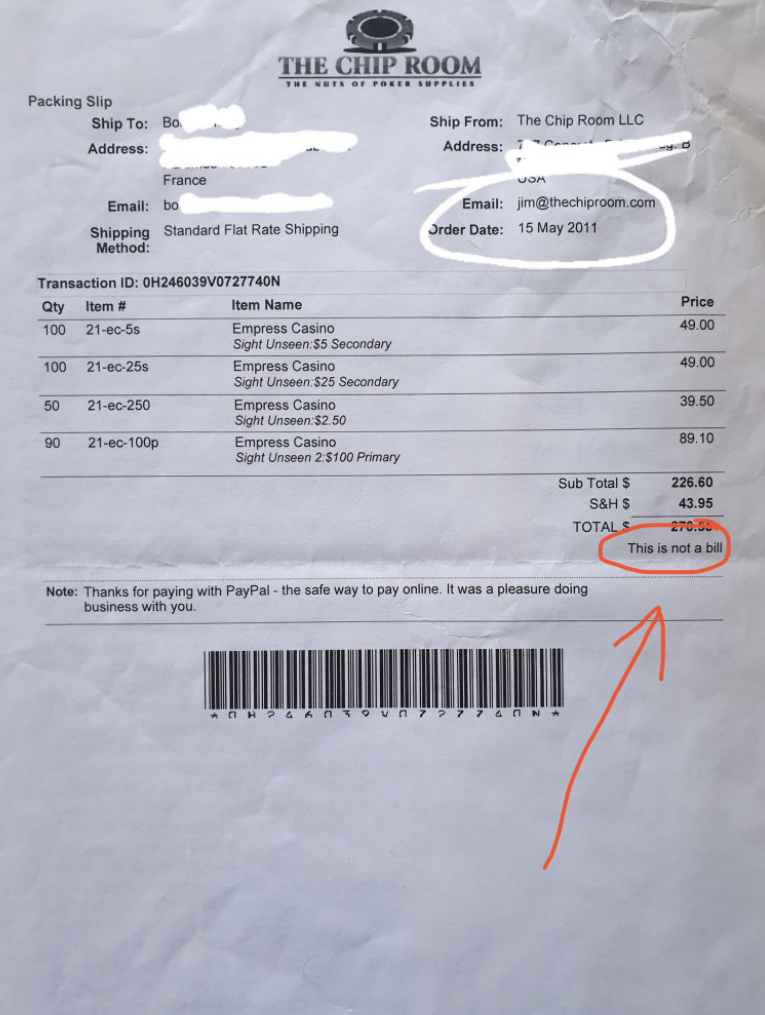 THE CHIP ROOM
THE NUTS OF POKER SUPPLIES
Packing Slip
Ship To: Bo
Address:
France
Email: bo
Shipping Method: Standard Flat Rate Shipping
Ship From: The Chip Room LLC
Address:
USA
Email: jim@thechiproom.com
Order Date: 15 May 2011
Transaction ID: 0H246039V0727740N
Qty Item # Item Name Price
100 21-ec-5s Empress Casino 49.00
Sight Unseen:$5 Secondary
100 21-ec-25s Empress Casino 49.00
Sight Unseen:$25 Secondary
50 21-ec-250 Empress Casino 39.50
Sight Unseen:$2.50
90 21-ec-100p Empress Casino 89.10
Sight Unseen 2:$100 Primary
Sub Total $ 226.60
S&H $ 43.95
TOTAL $ 270.55
This is not a bill
Note: Thanks for paying with PayPal - the safe way to pay online. It was a pleasure doing
business with you.
*0H246039V0727740N*